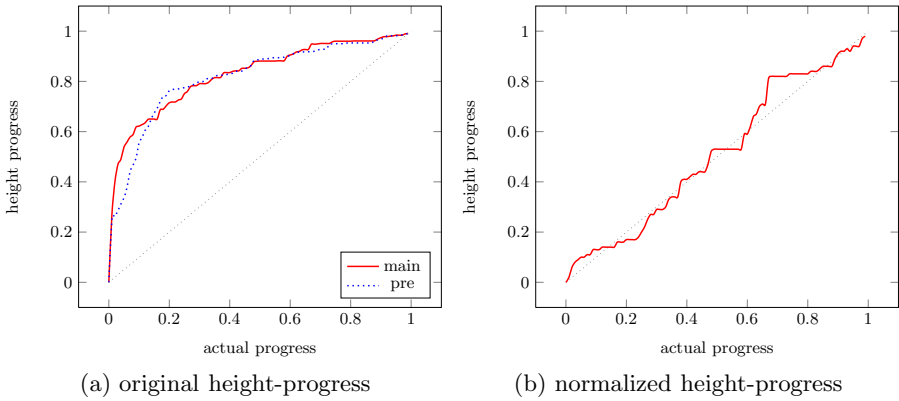 1
0.8
0.6
0.4
0.2
0
height progress
0 0.2 0.4 0.6 0.8 1
actual progress
main
pre
(a) original height-progress
1
0.8
0.6
0.4
0.2
0
height progress
0 0.2 0.4 0.6 0.8 1
actual progress
(b) normalized height-progress